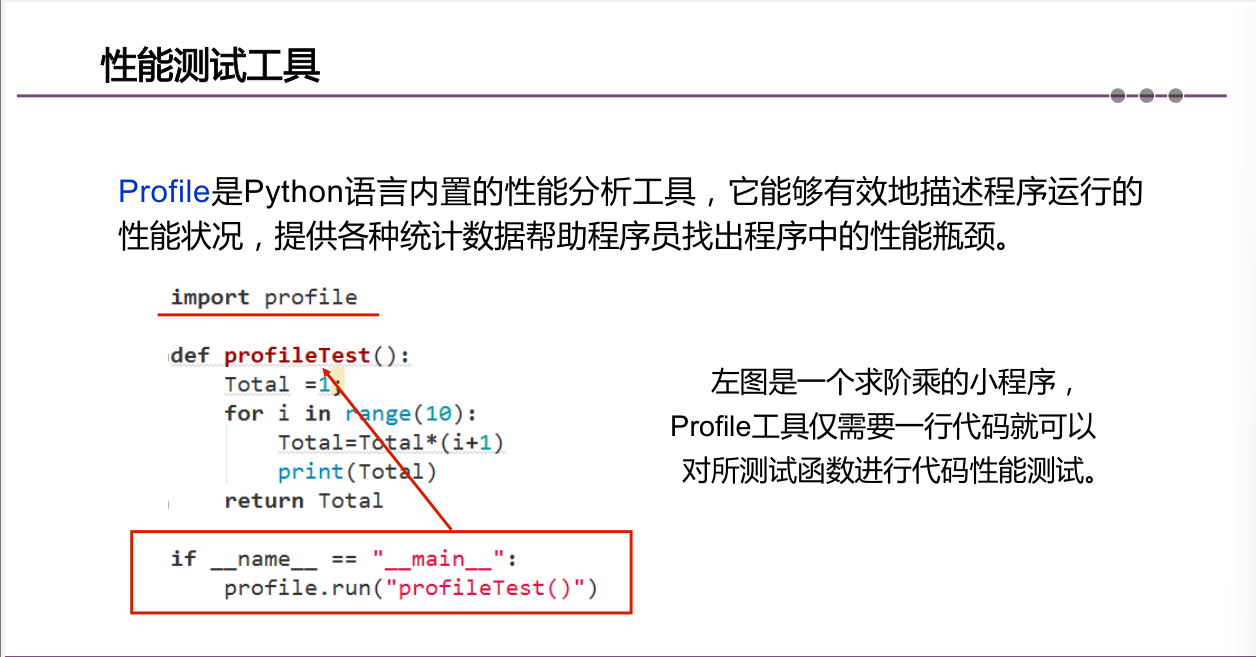 性能测试工具
Profile是Python语言内置的性能分析工具，它能够有效地描述程序运行的
性能状况，提供各种统计数据帮助程序员找出程序中的性能瓶颈。
import profile
def profileTest():
    Total =1;
    for i in range(10):
        Total=Total*(i+1)
        print(Total)
    return Total
if __name__ == "__main__":
    profile.run("profileTest()")
左图是一个求阶乘的小程序，
Profile工具仅需要一行代码就可以
对所测试函数进行代码性能测试。